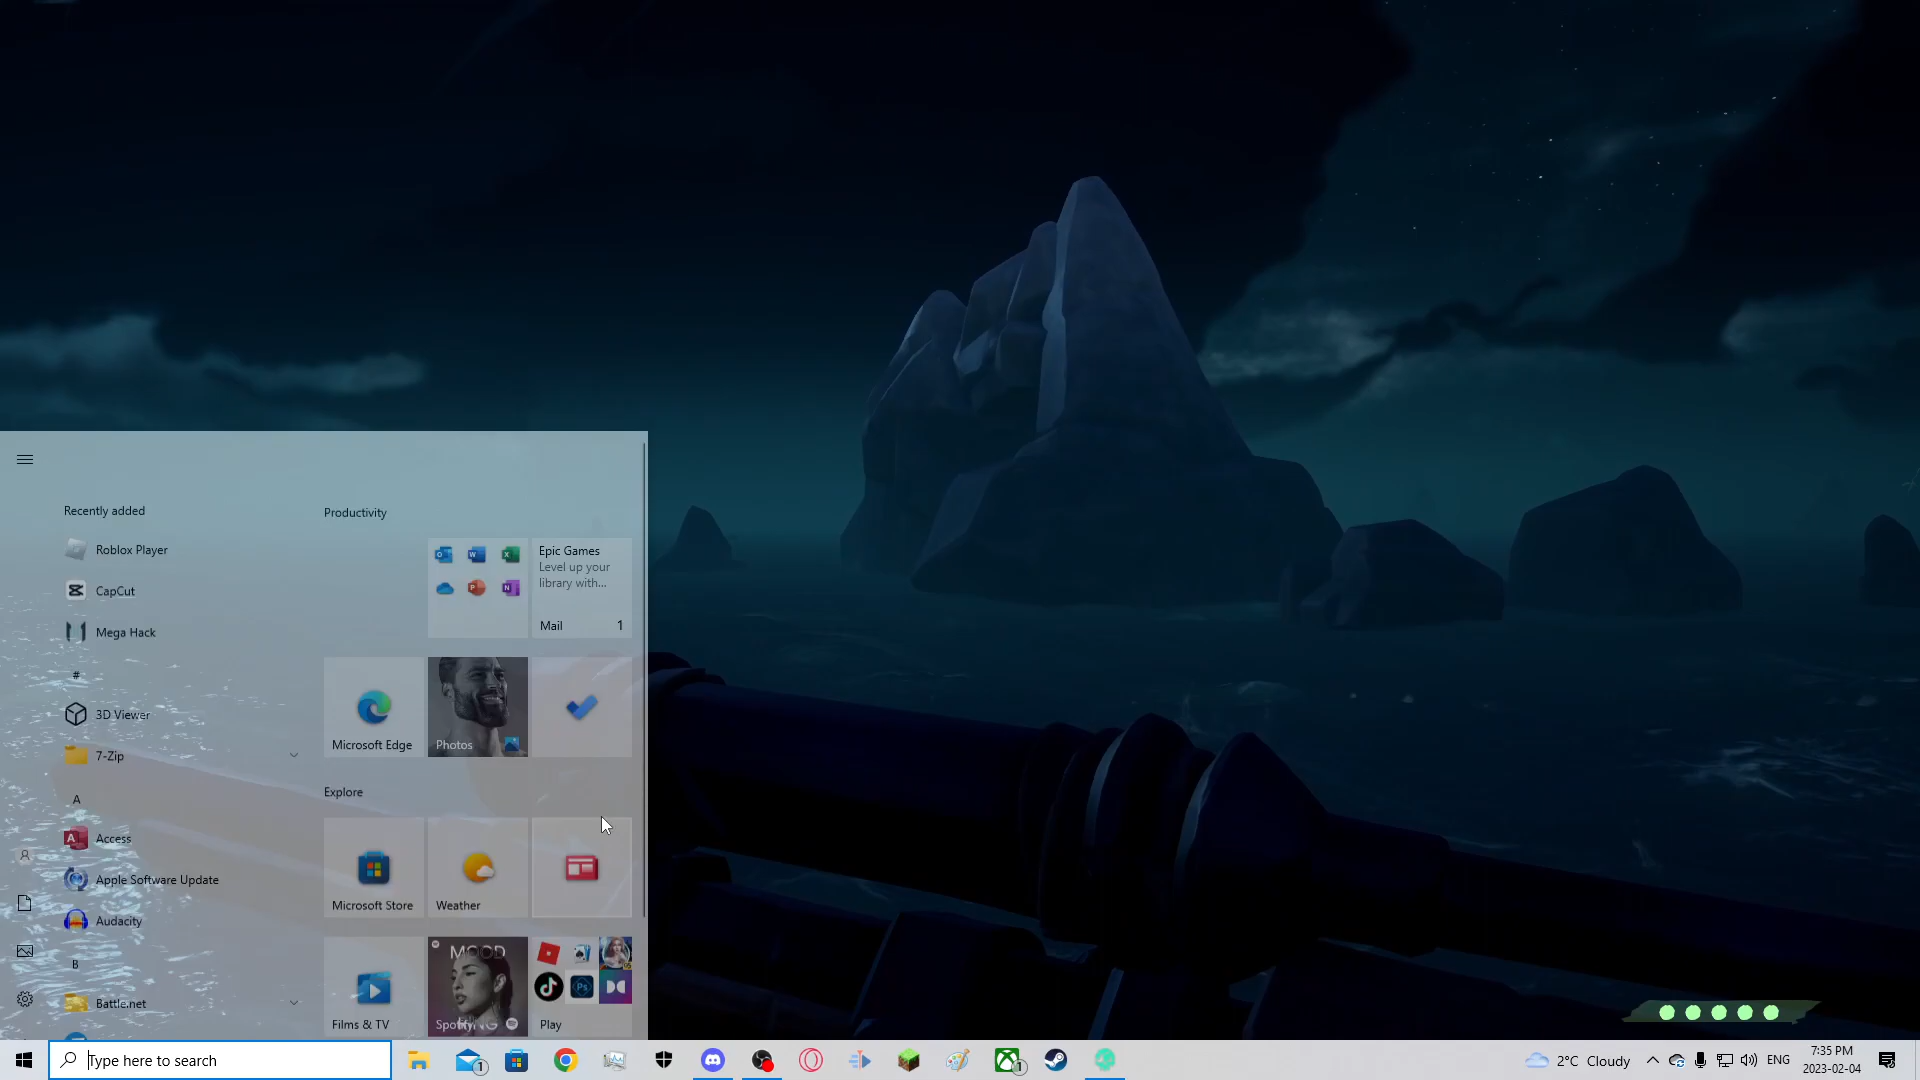 Recently added
Roblox Player
CapCut
Mega Hack
#
3D Viewer
7-Zip
A
Access
Apple Software Update
Audacity
B
Battle.net
Productivity
Epic Games
Level up your
library with...
Mail 1
Microsoft Edge
Photos
Explore
Microsoft Store
Weather
Films & TV
MOOD
Spotify
Play
Type here to search
2°C Cloudy
ENG
7:35 PM
2023-02-04